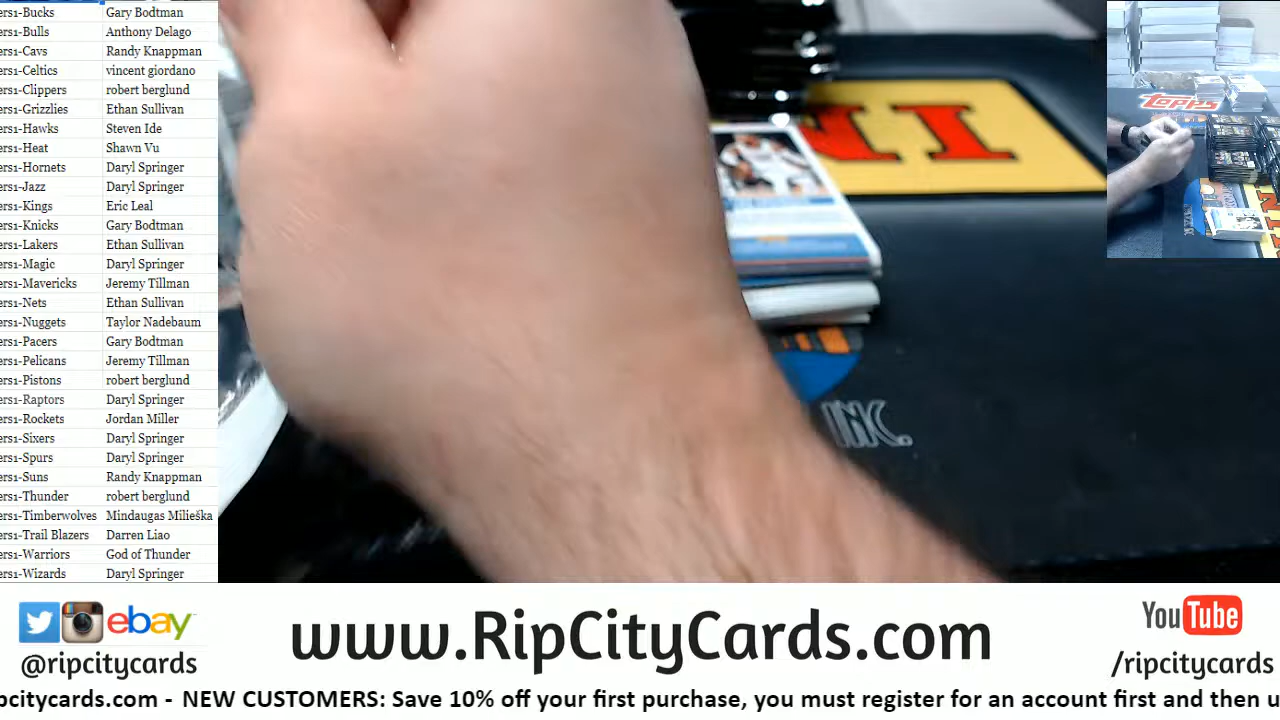 ers1-Bucks Gary Bodtman
ers1-Bulls Anthony Delago
ers1-Cavs Randy Knappman
ers1-Celtics vincent giordano
ers1-Clippers robert berglund
ers1-Grizzlies Ethan Sullivan
ers1-Hawks Steven Ide
ers1-Heat Shawn Vu
ers1-Hornets Daryl Springer
ers1-Jazz Daryl Springer
ers1-Kings Eric Leal
ers1-Knicks Gary Bodtman
ers1-Lakers Ethan Sullivan
ers1-Magic Daryl Springer
ers1-Mavericks Jeremy Tillman
ers1-Nets Ethan Sullivan
ers1-Nuggets Taylor Nadebaum
ers1-Pacers Gary Bodtman
ers1-Pelicans Jeremy Tillman
ers1-Pistons robert berglund
ers1-Raptors Daryl Springer
ers1-Rockets Jordan Miller
ers1-Sixers Daryl Springer
ers1-Spurs Daryl Springer
ers1-Suns Randy Knappman
ers1-Thunder robert berglund
ers1-Timberwolves Mindaugas Milieška
ers1-Trail Blazers Darren Liao
ers1-Warriors God of Thunder
ers1-Wizards Daryl Springer
NI
INC.
Topps
ebay
@ripcitycards
www.RipCityCards.com
YouTube
/ripcitycards
pcitycards.com - NEW CUSTOMERS: Save 10% off your first purchase, you must register for an account first and then u